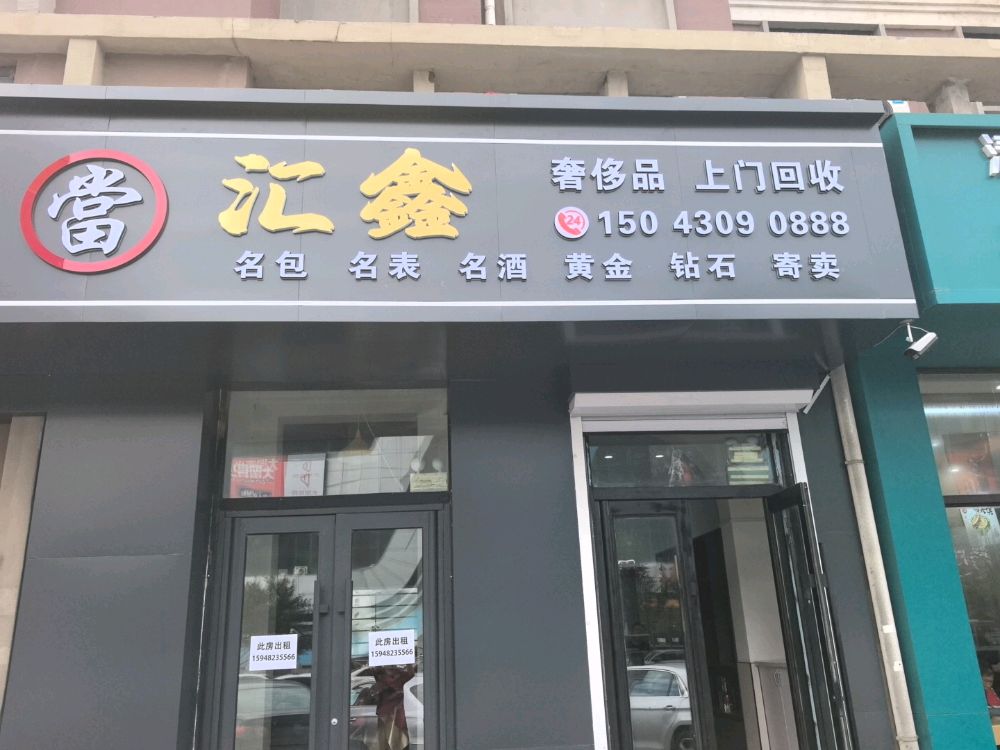 當
汇鑫
奢侈品 上门回收
24
150 4309 0888
名包 名表 名酒 黄金 钻石 寄卖
此房出租
15948235566
此房出租
15948235566